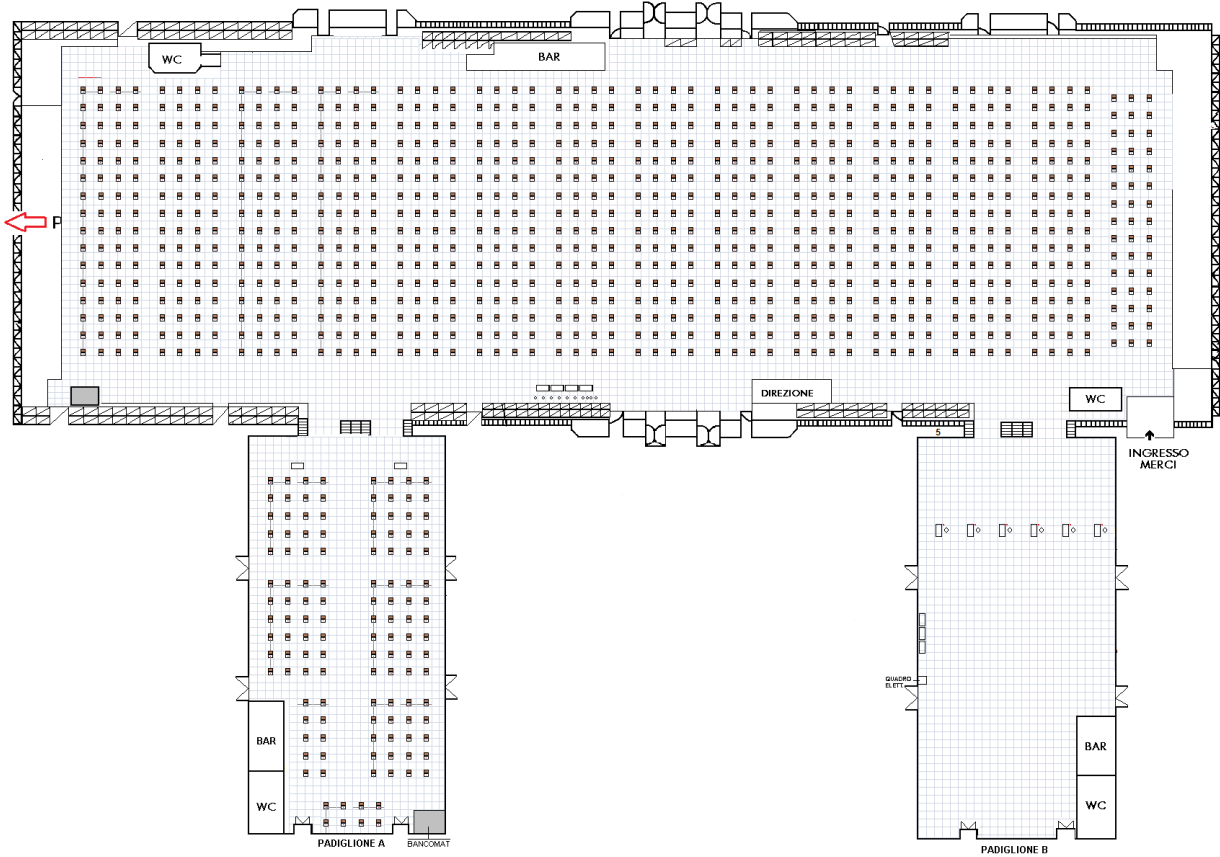 WC
BAR
P
DIREZIONE
WC
5
INGRESSO
MERCI
QUADRO
ELETT.
BAR
BAR
WC
WC
PADIGLIONE A
BANCOMAT
PADIGLIONE B